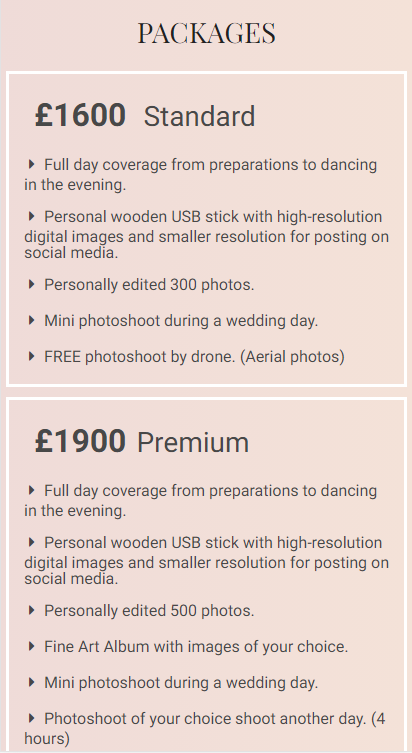 PACKAGES
£1600 Standard
Full day coverage from preparations to dancing
in the evening.
Personal wooden USB stick with high-resolution
digital images and smaller resolution for posting on
social media.
Personally edited 300 photos.
Mini photoshoot during a wedding day.
FREE photoshoot by drone. (Aerial photos)
£1900 Premium
Full day coverage from preparations to dancing
in the evening.
Personal wooden USB stick with high-resolution
digital images and smaller resolution for posting on
social media.
Personally edited 500 photos.
Fine Art Album with images of your choice.
Mini photoshoot during a wedding day.
Photoshoot of your choice shoot another day. (4
hours)